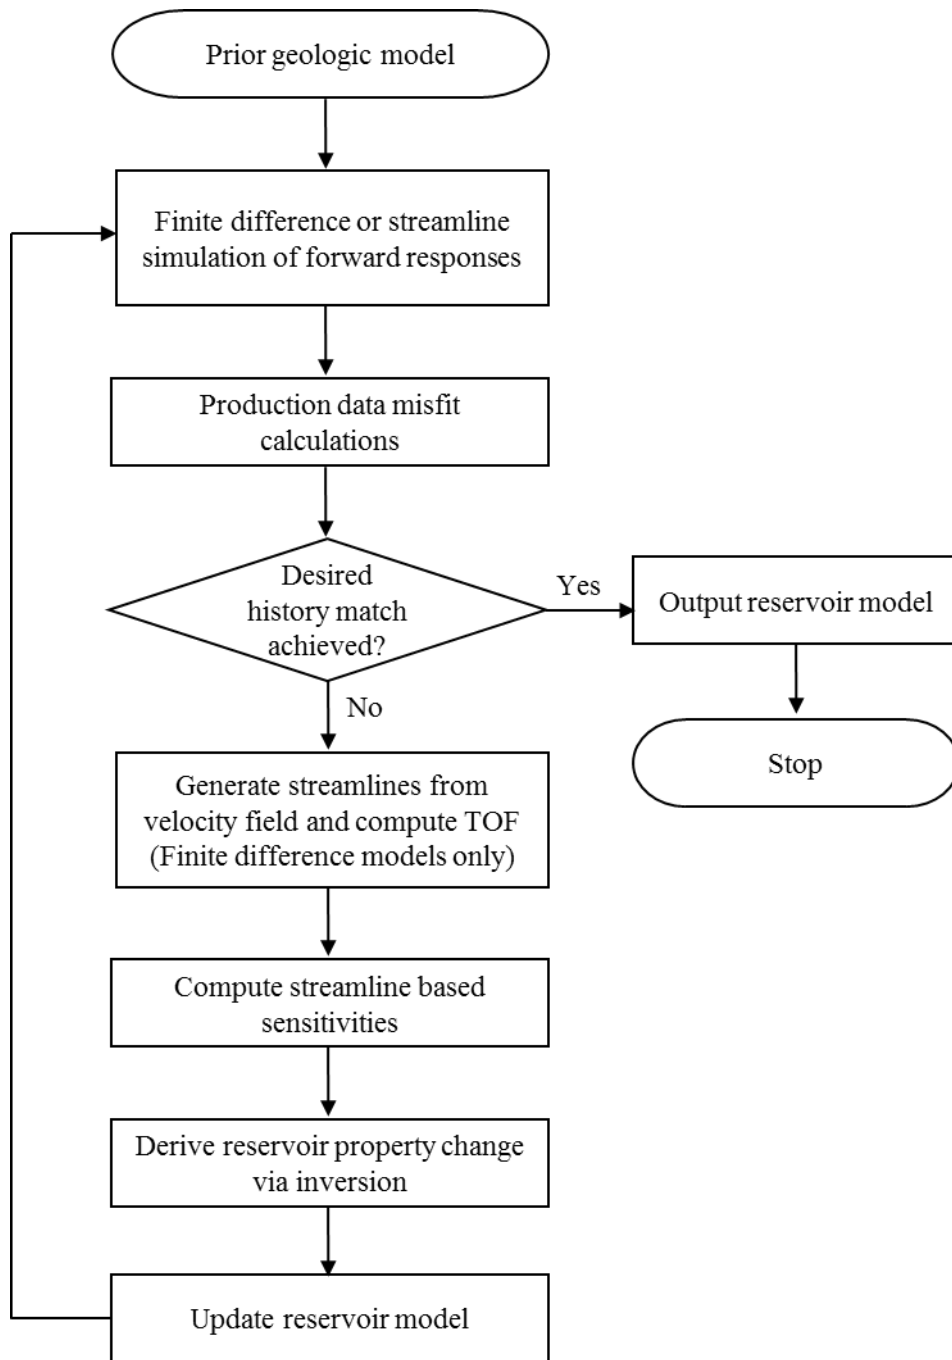 Prior geologic model
Finite difference or streamline
simulation of forward responses
Production data misfit
calculations
Desired
history match
achieved?
Yes
Output reservoir model
Stop
No
Generate streamlines from
velocity field and compute TOF
(Finite difference models only)
Compute streamline based
sensitivities
Derive reservoir property change
via inversion
Update reservoir model